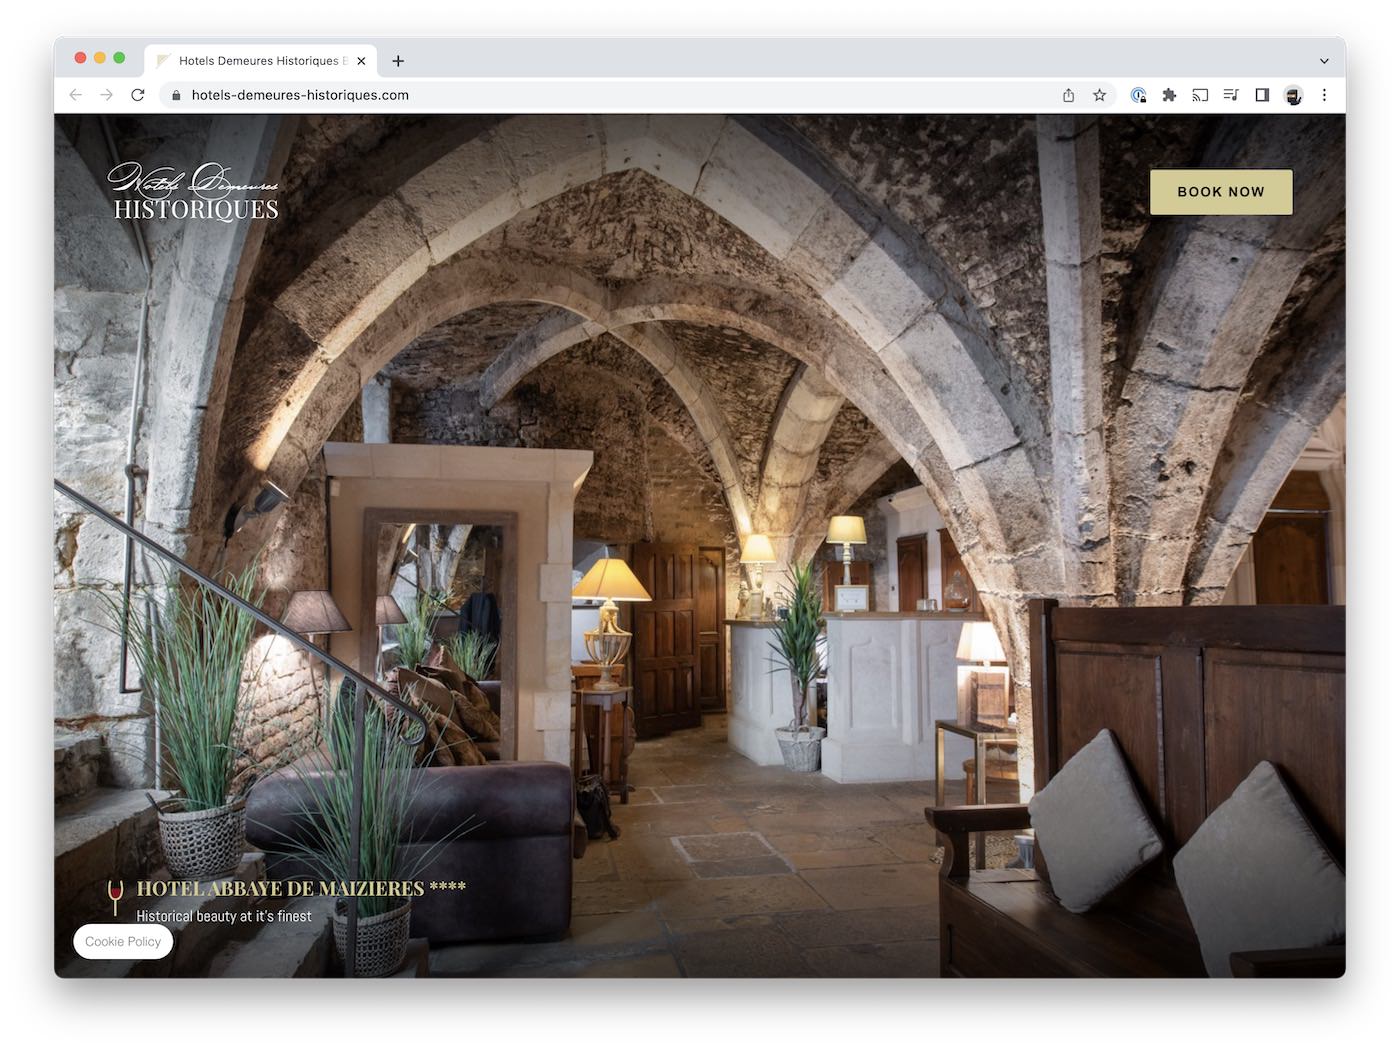 Hotels Demeures Historiques B
hotels-demeures-historiques.com
Hotels Demeures
HISTORIQUES
BOOK NOW
HOTEL ABBAYE DE MAIZIERES ****
Historical beauty at it's finest
Cookie Policy